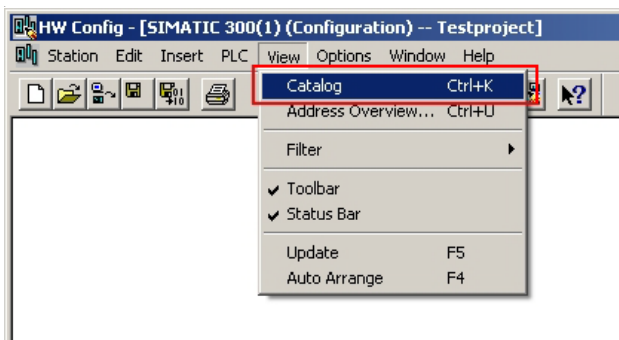 HW Config - [SIMATIC 300(1) (Configuration) -- Testproject]
Station Edit Insert PLC View Options Window Help
Catalog Ctrl+K
Address Overview... Ctrl+U
Filter
Toolbar
Status Bar
Update F5
Auto Arrange F4